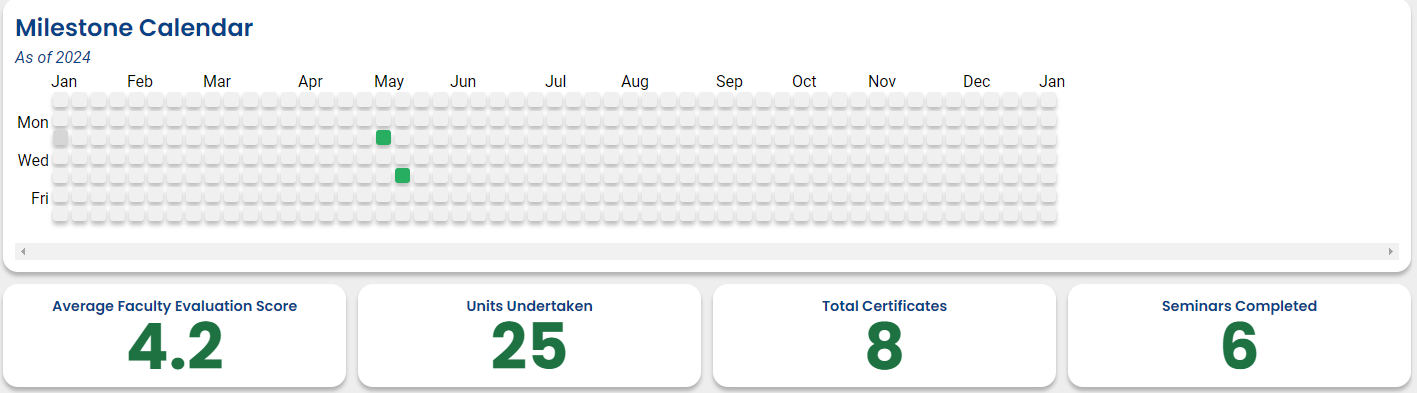 Milestone Calendar
As of 2024
Jan Feb Mar Apr May Jun Jul Aug Sep Oct Nov Dec Jan
Mon
Wed
Fri
Average Faculty Evaluation Score Units Undertaken Total Certificates Seminars Completed
4.2 25 8 6